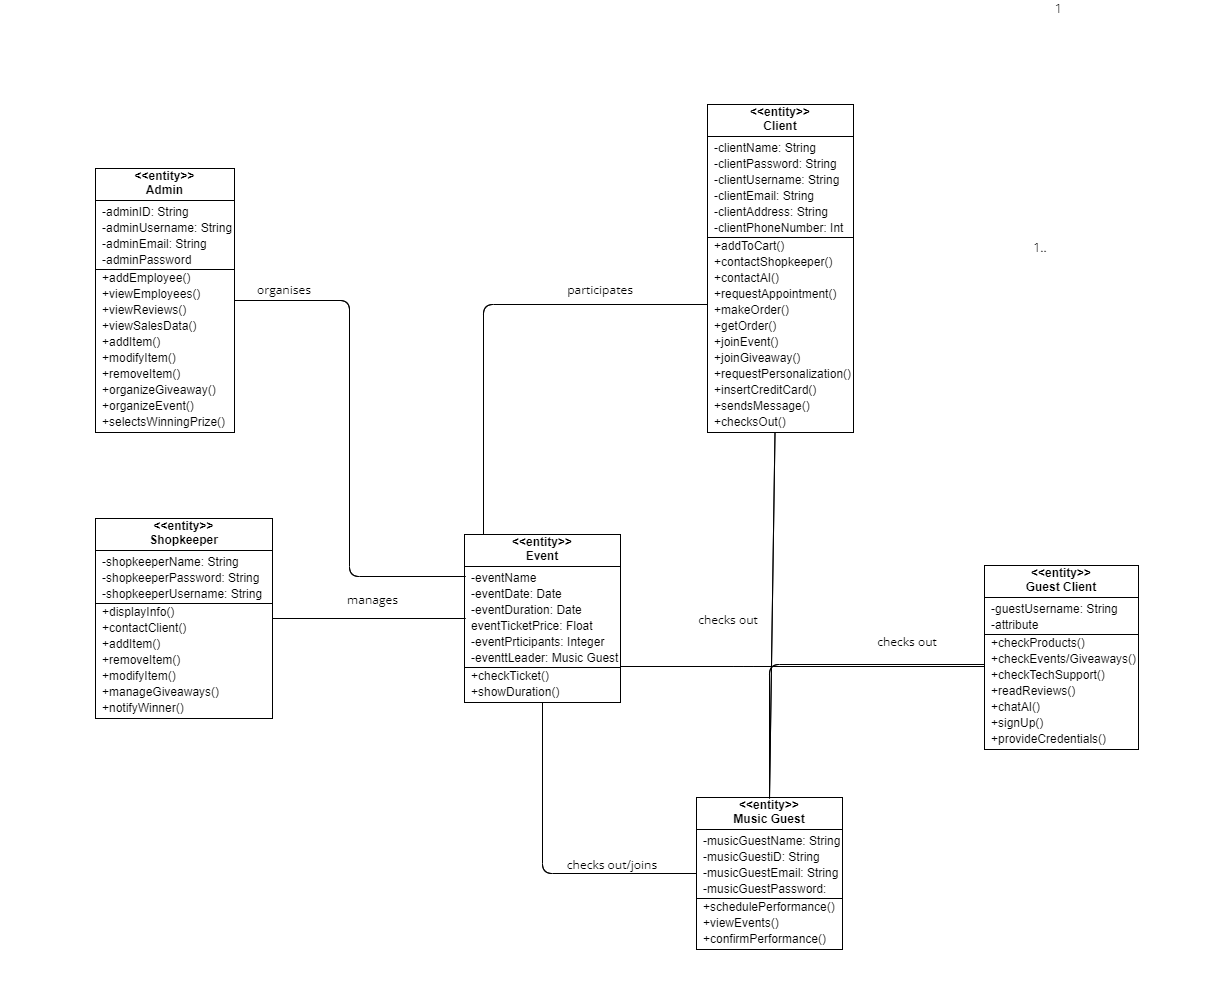 1
<<entity>>
Client
-clientName: String
-clientPassword: String
-clientUsername: String
-clientEmail: String
-clientAddress: String
-clientPhoneNumber: Int
+addToCart()
+contactShopkeeper()
+contactAI()
+requestAppointment()
+makeOrder()
+getOrder()
+joinEvent()
+joinGiveaway()
+requestPersonalization()
+insertCreditCard()
+sendsMessage()
+checksOut()
1..
<<entity>>
Admin
-adminID: String
-adminUsername: String
-adminEmail: String
-adminPassword
+addEmployee()
+viewEmployees()
+viewReviews()
+viewSalesData()
+addItem()
+modifyItem()
+removeItem()
+organizeGiveaway()
+organizeEvent()
+selectsWinningPrize()
organises
participates
<<entity>>
Shopkeeper
-shopkeeperName: String
-shopkeeperPassword: String
-shopkeeperUsername: String
+displayInfo()
+contactClient()
+addItem()
+removeItem()
+modifyItem()
+manageGiveaways()
+notifyWinner()
manages
<<entity>>
Event
-eventName
-eventDate: Date
-eventDuration: Date
eventTicketPrice: Float
-eventPrticipants: Integer
-eventtLeader: Music Guest
+checkTicket()
+showDuration()
checks out
checks out
<<entity>>
Guest Client
-guestUsername: String
-attribute
+checkProducts()
+checkEvents/Giveaways()
+checkTechSupport()
+readReviews()
+chatAI()
+signUp()
+provideCredentials()
checks out/joins
<<entity>>
Music Guest
-musicGuestName: String
-musicGuestiD: String
-musicGuestEmail: String
-musicGuestPassword:
+schedulePerformance()
+viewEvents()
+confirmPerformance()